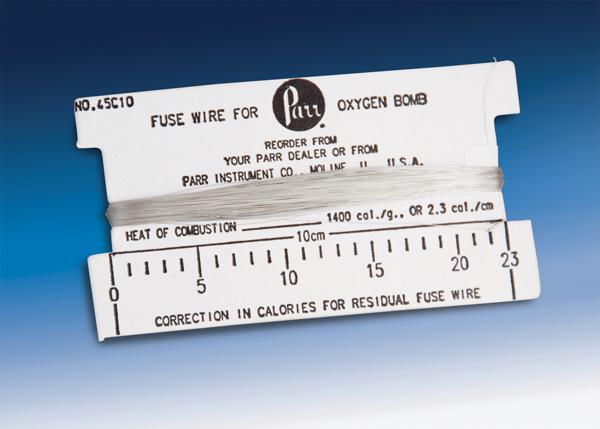 NO.45C10
FUSE WIRE FOR Parr OXYGEN BOMB
REORDER FROM
YOUR PARR DEALER OR FROM
PARR INSTRUMENT CO., MOLINE, U.S.A.
HEAT OF COMBUSTION 1400 cal./g., OR 2.3 cal./cm
10cm
0 5 10 15 20 23
CORRECTION IN CALORIES FOR RESIDUAL FUSE WIRE